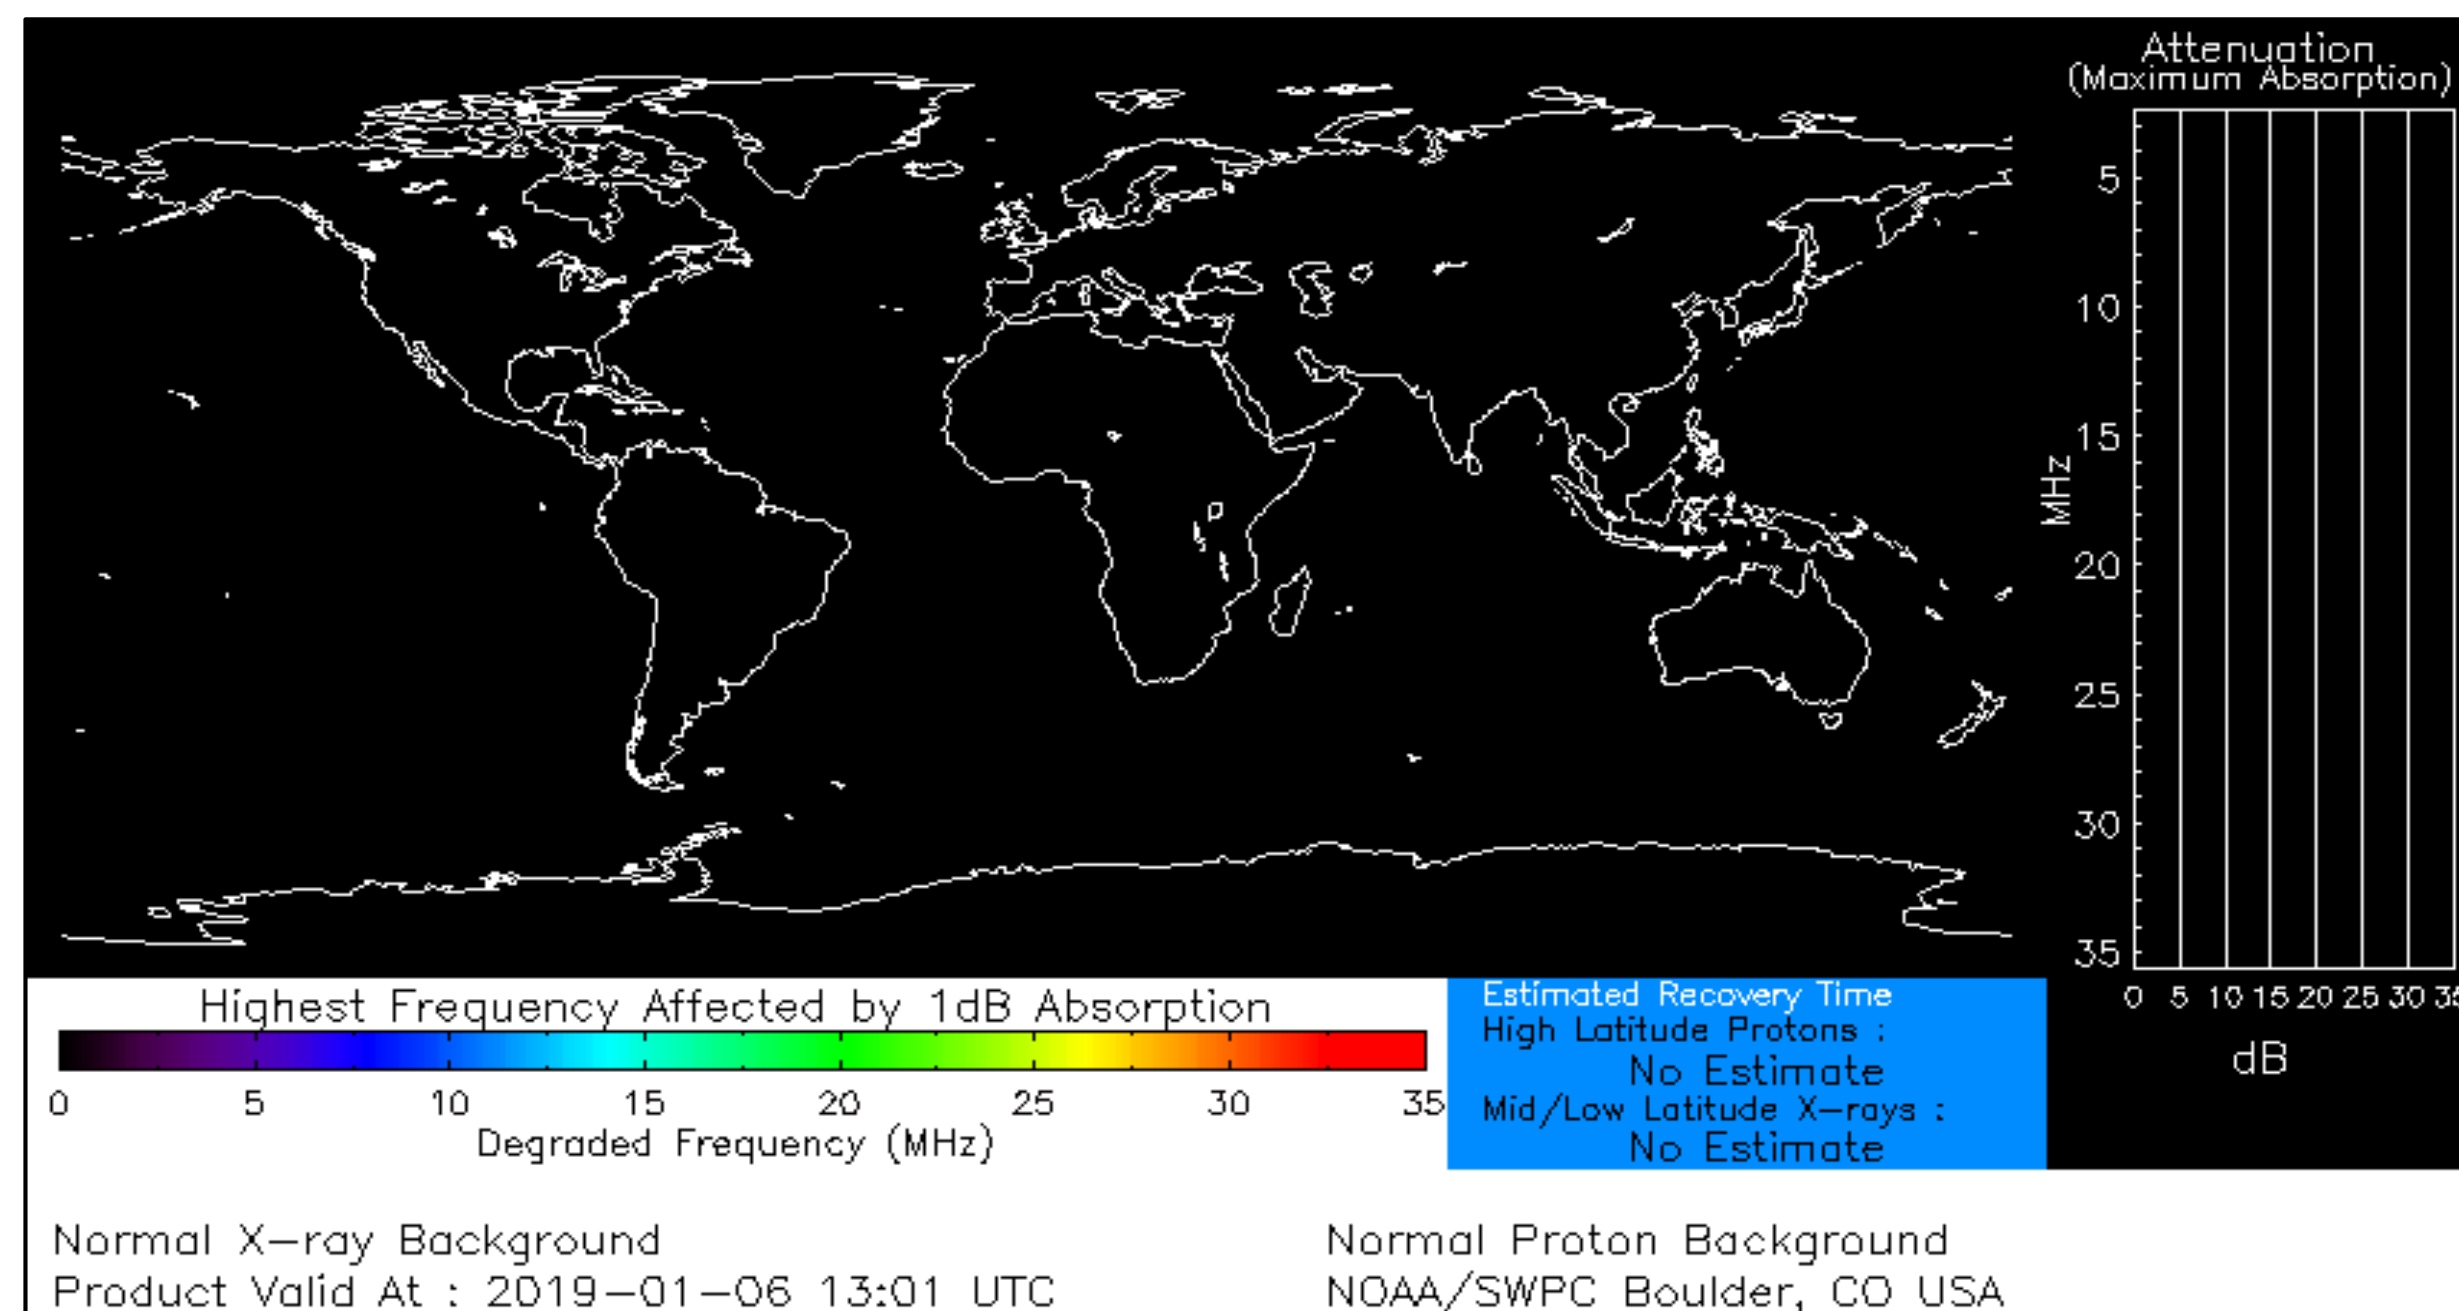 Attenuation
(Maximum Absorption)
5
10
15
20
25
30
35
MHz
0 5 10 15 20 25 30
dB
Highest Frequency Affected by 1dB Absorption
0 5 10 15 20 25 30 35
Degraded Frequency (MHz)
Estimated Recovery Time
High Latitude Protons :
No Estimate
Mid/Low Latitude X-rays :
No Estimate
Normal X-ray Background
Normal Proton Background
Product Valid At : 2019-01-06 13:01 UTC
NOAA/SWPC Boulder, CO USA